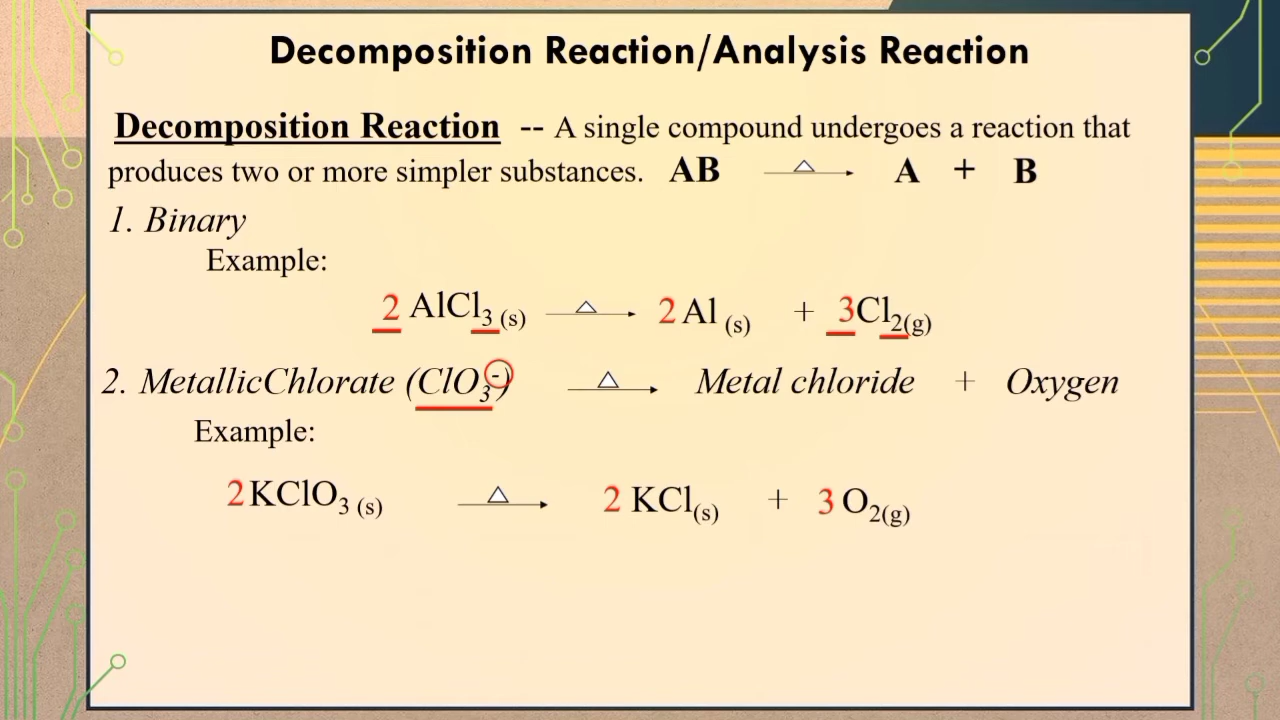 Decomposition Reaction/Analysis Reaction
Decomposition Reaction -- A single compound undergoes a reaction that
produces two or more simpler substances. AB △→ A + B
1. Binary
Example:
2 AlCl₃ (s) △→ 2 Al (s) + 3Cl₂(g)
2. MetallicChlorate (ClO₃⁻) △→ Metal chloride + Oxygen
Example:
2 KClO₃ (s) △→ 2 KCl(s) + 3 O₂(g)